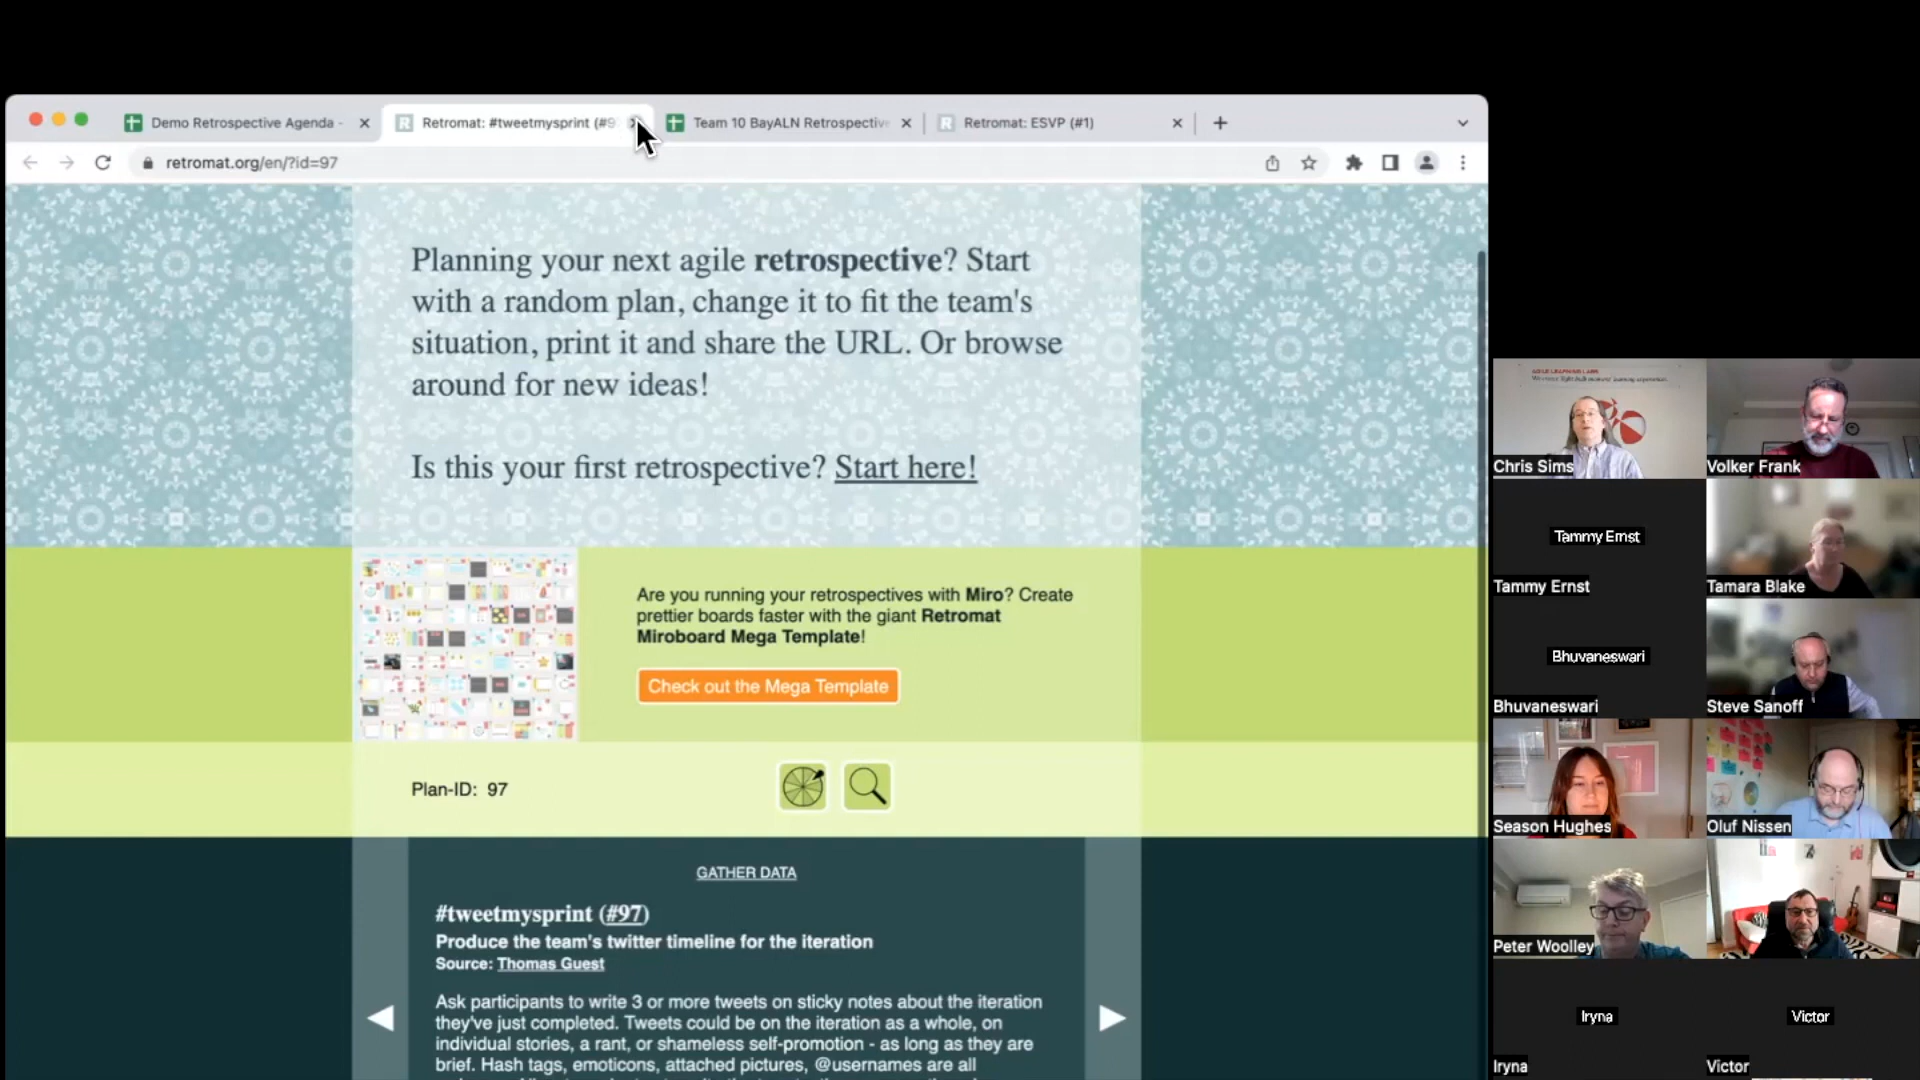 Demo Retrospective Agenda -
Retromat: #tweetmysprint (#9
Team 10 BayALN Retrospective
Retromat: ESVP (#1)
retromat.org/en/?id=97
Planning your next agile retrospective? Start
with a random plan, change it to fit the team's
situation, print it and share the URL. Or browse
around for new ideas!
Is this your first retrospective? Start here!
Are you running your retrospectives with Miro? Create
prettier boards faster with the giant Retromat
Miroboard Mega Template!
Check out the Mega Template
Plan-ID: 97
GATHER DATA
#tweetmysprint (#97)
Produce the team's twitter timeline for the iteration
Source: Thomas Guest
Ask participants to write 3 or more tweets on sticky notes about the iteration
they've just completed. Tweets could be on the iteration as a whole, on
individual stories, a rant, or shameless self-promotion - as long as they are
brief. Hash tags, emoticons, attached pictures, @usernames are all
AGILE LEARNING LABS
Chris Sims
Volker Frank
Tammy Ernst
Tammy Ernst
Tamara Blake
Bhuvaneswari
Bhuvaneswari
Steve Sanoff
Season Hughes
Oluf Nissen
Peter Woolley
Iryna
Victor
Iryna
Victor